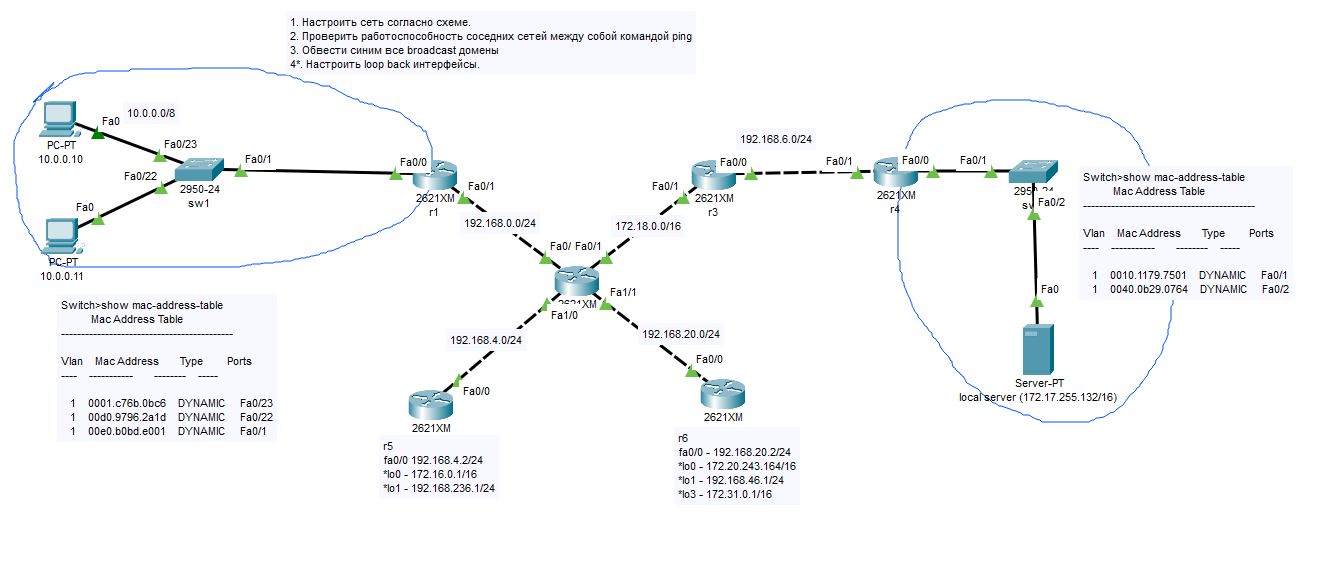 1. Настроить сеть согласно схеме.
2. Проверить работоспособность соседних сетей между собой командой ping
3. Обвести синим все broadcast домены
4*. Настроить loop back интерфейсы.
10.0.0.0/8
Fa0
PC-PT
10.0.0.10
Fa0/23
Fa0/22
Fa0/1
2950-24
sw1
Fa0
PC-PT
10.0.0.11
Fa0/0
Fa0/1
2621XM
r1
192.168.0.0/24
192.168.6.0/24
Fa0/0
Fa0/1
2621XM
r3
172.18.0.0/16
Fa0/1
Fa0/0
2621XM
r4
Fa0/1
2950-24
Fa0/2
Fa0
Server-PT
local server (172.17.255.132/16)
Fa0/ Fa0/1
2621XM
Fa1/1
Fa1/0
192.168.4.0/24
192.168.20.0/24
Fa0/0
2621XM
Fa0/0
2621XM
Switch>show mac-address-table
Mac Address Table
-------------------------------------------
Vlan Mac Address Type Ports
---- ----------- -------- -----
1 0001.c76b.0bc6 DYNAMIC Fa0/23
1 00d0.9796.2a1d DYNAMIC Fa0/22
1 00e0.b0bd.e001 DYNAMIC Fa0/1
r5
fa0/0 192.168.4.2/24
*lo0 - 172.16.0.1/16
*lo1 - 192.168.236.1/24
r6
fa0/0 - 192.168.20.2/24
*lo0 - 172.20.243.164/16
*lo1 - 192.168.46.1/24
*lo3 - 172.31.0.1/16
Switch>show mac-address-table
Mac Address Table
-------------------------------------------
Vlan Mac Address Type Ports
---- ----------- -------- -----
1 0010.1179.7501 DYNAMIC Fa0/1
1 0040.0b29.0764 DYNAMIC Fa0/2